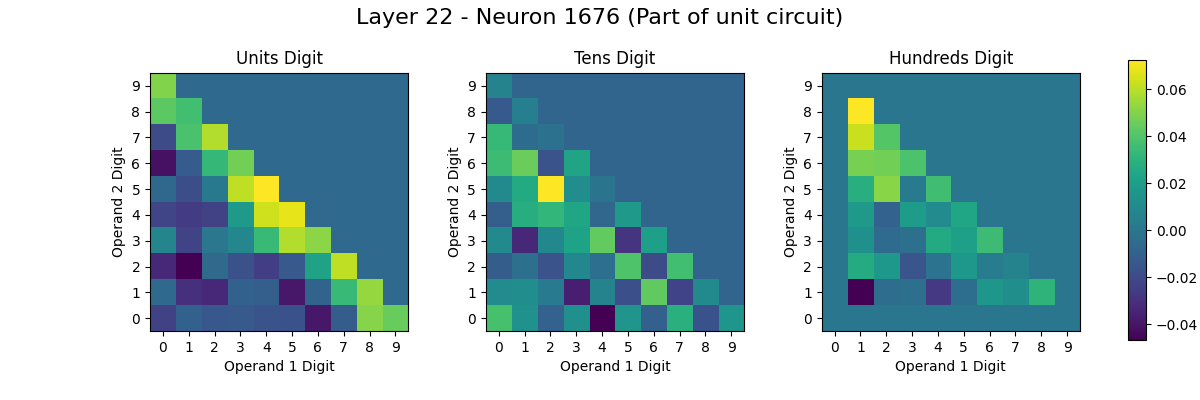 Layer 22 - Neuron 1676 (Part of unit circuit)
Units Digit
Operand 2 Digit
9
8
7
6
5
4
3
2
1
0
0 1 2 3 4 5 6 7 8 9
Operand 1 Digit
Tens Digit
Operand 2 Digit
9
8
7
6
5
4
3
2
1
0
0 1 2 3 4 5 6 7 8 9
Operand 1 Digit
Hundreds Digit
Operand 2 Digit
9
8
7
6
5
4
3
2
1
0
0 1 2 3 4 5 6 7 8 9
Operand 1 Digit
0.06
0.04
0.02
0.00
−0.02
−0.04